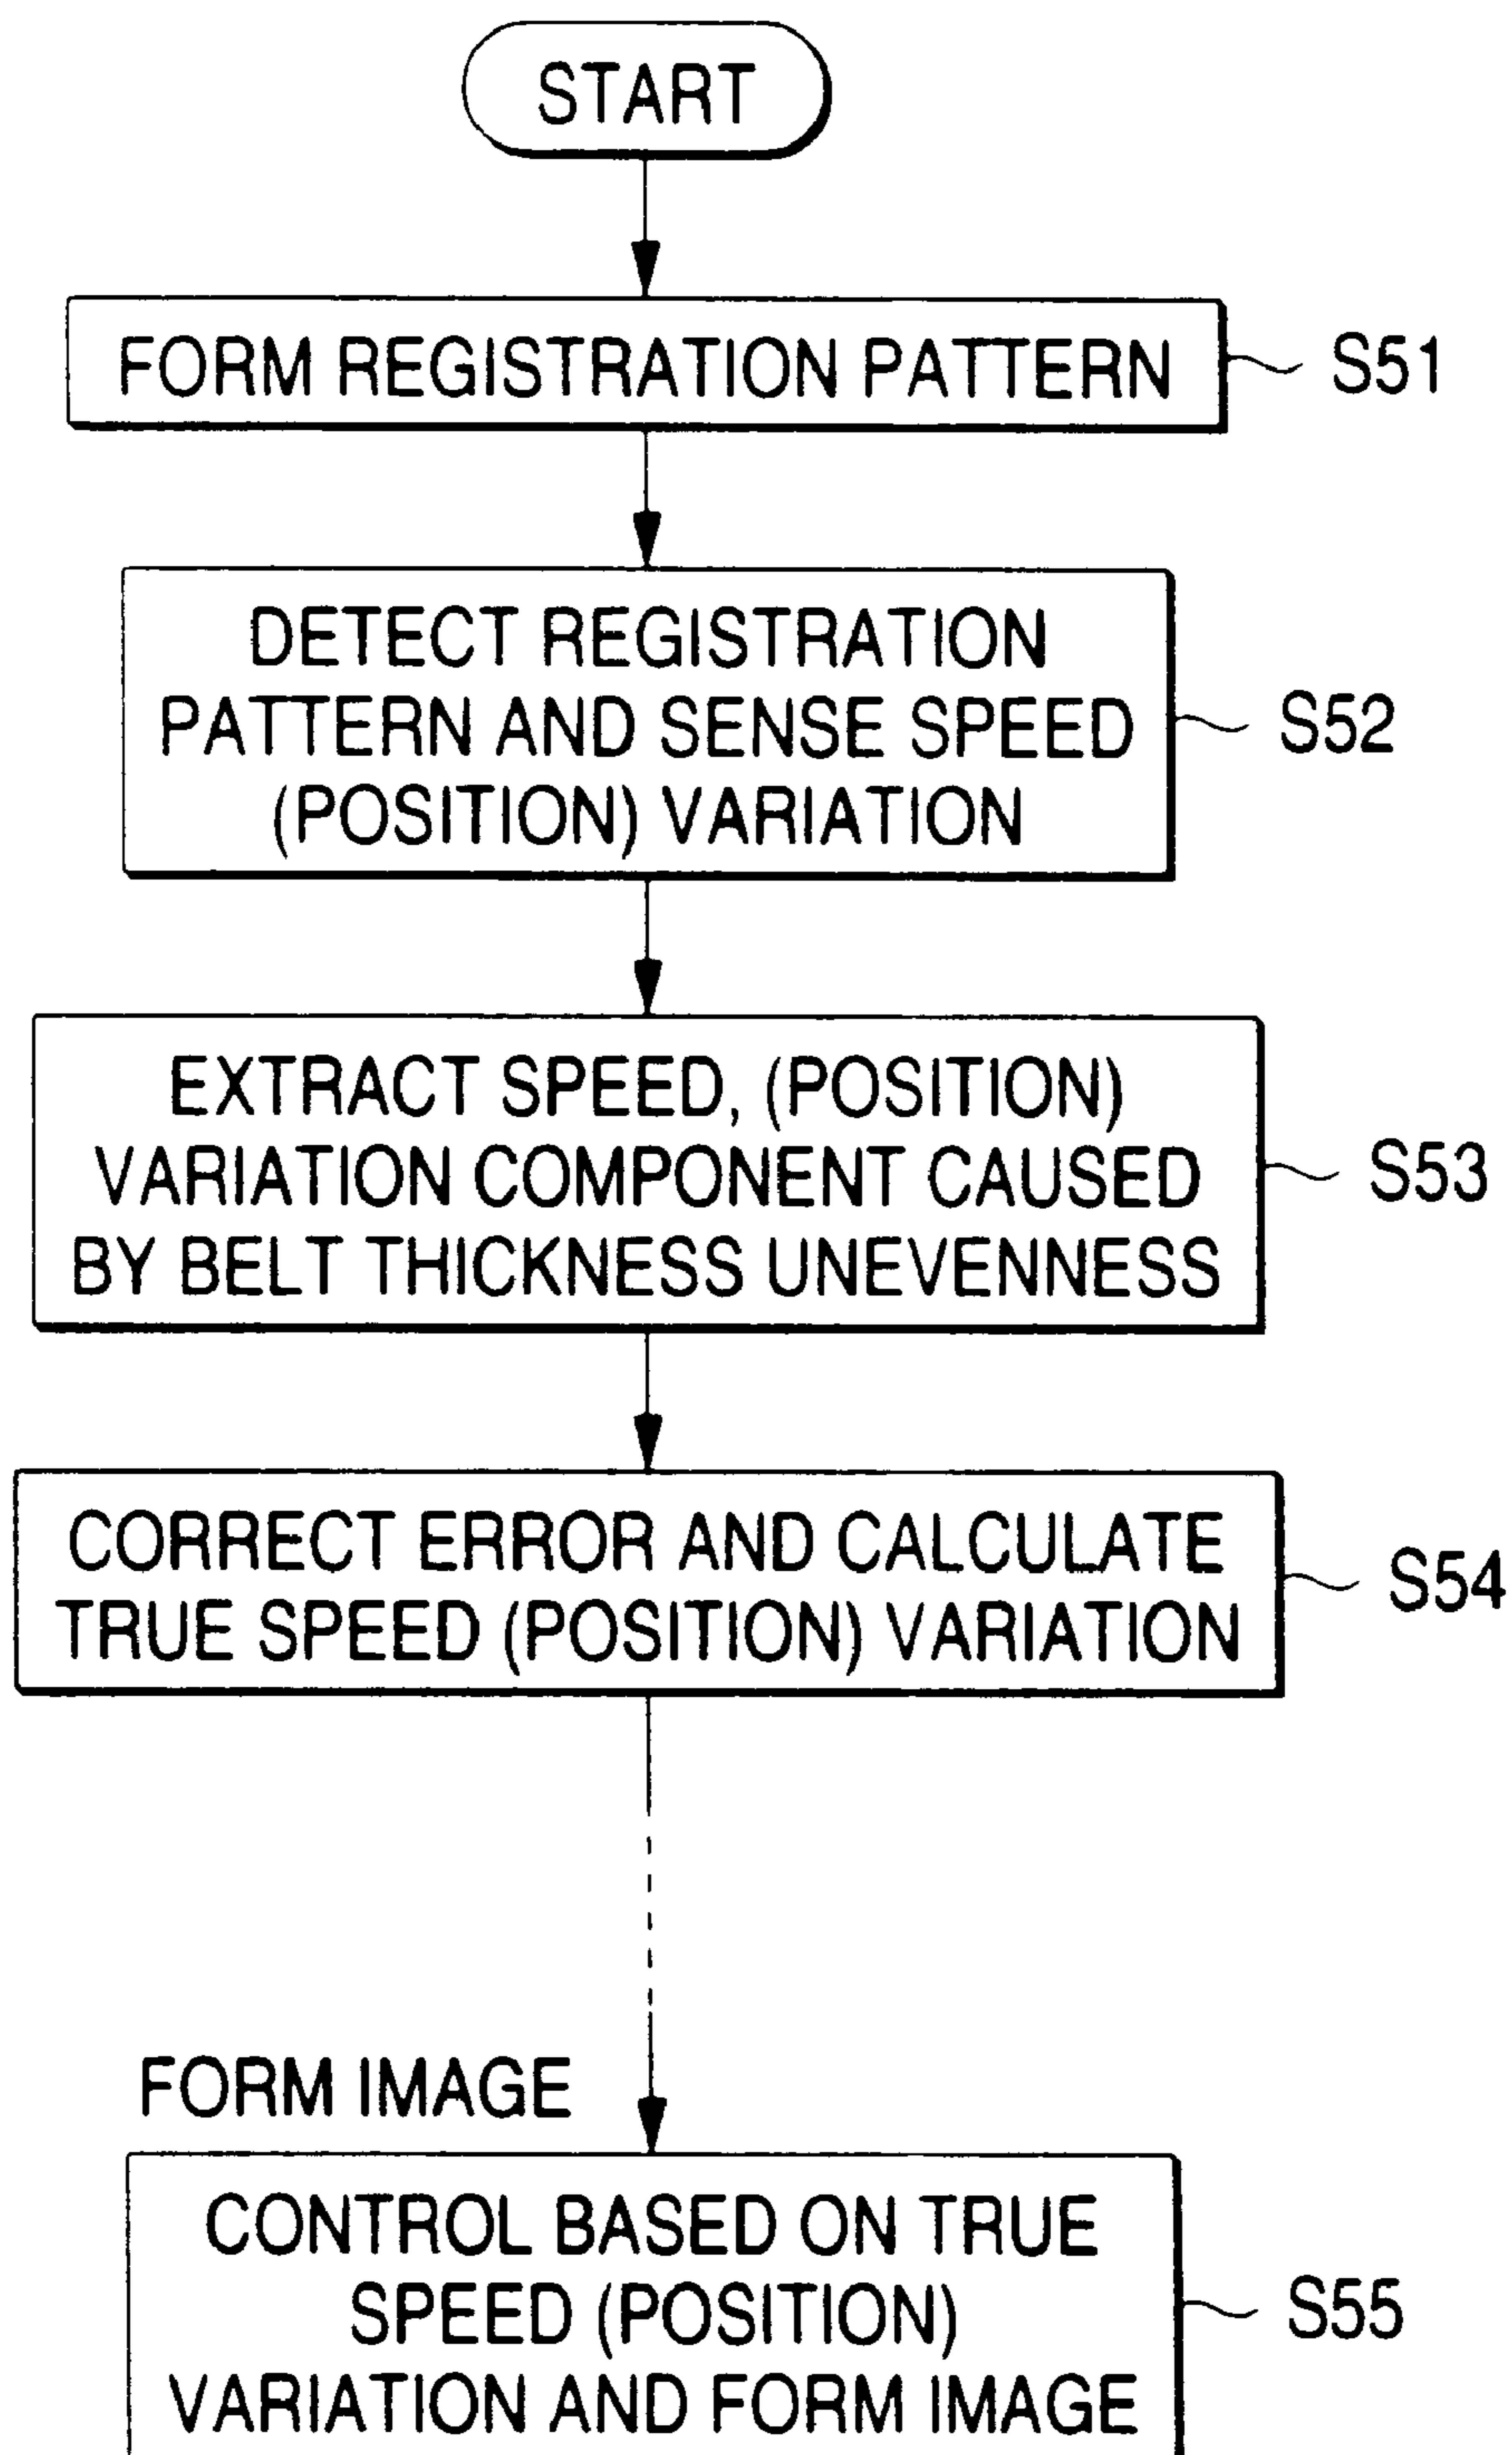 START
FORM REGISTRATION PATTERN
S51
DETECT REGISTRATION
PATTERN AND SENSE SPEED
(POSITION) VARIATION
S52
EXTRACT SPEED, (POSITION)
VARIATION COMPONENT CAUSED
BY BELT THICKNESS UNEVENNESS
S53
CORRECT ERROR AND CALCULATE
TRUE SPEED (POSITION) VARIATION
S54
FORM IMAGE
CONTROL BASED ON TRUE
SPEED (POSITION)
VARIATION AND FORM IMAGE
S55